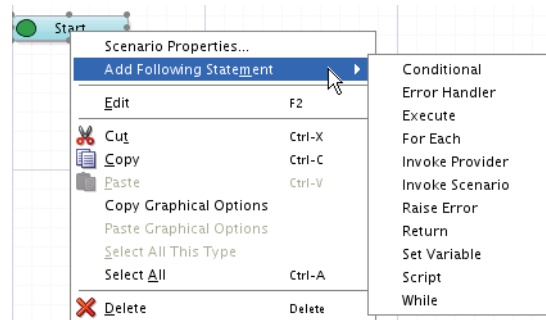 Start
Scenario Properties...
Add Following Statement
Edit F2
Cut Ctrl-X
Copy Ctrl-C
Paste Ctrl-V
Copy Graphical Options
Paste Graphical Options
Select All This Type
Select All Ctrl-A
Delete Delete
Conditional
Error Handler
Execute
For Each
Invoke Provider
Invoke Scenario
Raise Error
Return
Set Variable
Script
While